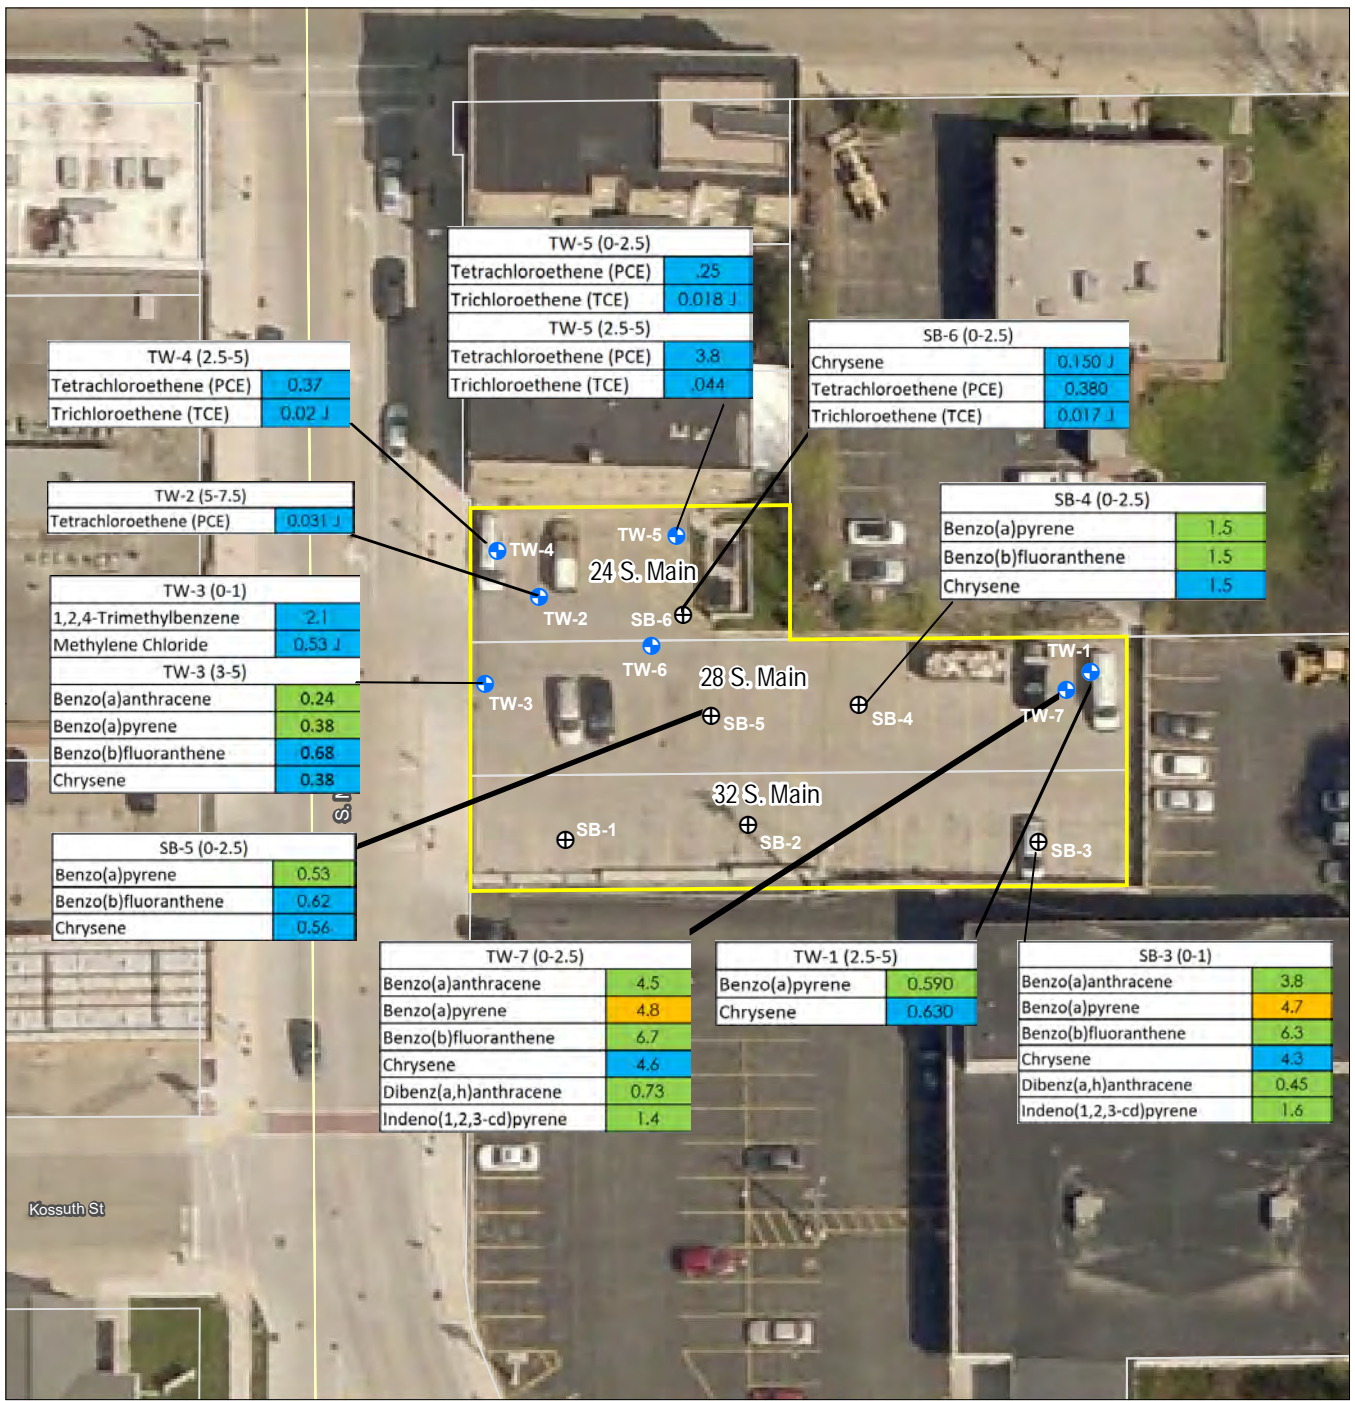 TW-5 (0-2.5)
Tetrachloroethene (PCE) .25
Trichloroethene (TCE) 0.018 J
TW-5 (2.5-5)
Tetrachloroethene (PCE) 3.8
Trichloroethene (TCE) .044
SB-6 (0-2.5)
Chrysene 0.150 J
Tetrachloroethene (PCE) 0.380
Trichloroethene (TCE) 0.017 J
TW-4 (2.5-5)
Tetrachloroethene (PCE) 0.37
Trichloroethene (TCE) 0.02 J
TW-2 (5-7.5)
Tetrachloroethene (PCE) 0.031 J
SB-4 (0-2.5)
Benzo(a)pyrene 1.5
Benzo(b)fluoranthene 1.5
Chrysene 1.5
TW-5
TW-4
24 S. Main
TW-2
SB-6
TW-3 (0-1)
1,2,4-Trimethylbenzene 2.1
Methylene Chloride 0.53 J
TW-3 (3-5)
Benzo(a)anthracene 0.24
Benzo(a)pyrene 0.38
Benzo(b)fluoranthene 0.68
Chrysene 0.38
TW-6
TW-1
28 S. Main
TW-3
SB-5
SB-4
TW-7
32 S. Main
S.
SB-1
SB-2
SB-3
SB-5 (0-2.5)
Benzo(a)pyrene 0.53
Benzo(b)fluoranthene 0.62
Chrysene 0.56
TW-7 (0-2.5)
Benzo(a)anthracene 4.5
Benzo(a)pyrene 4.8
Benzo(b)fluoranthene 6.7
Chrysene 4.6
Dibenz(a,h)anthracene 0.73
Indeno(1,2,3-cd)pyrene 1.4
TW-1 (2.5-5)
Benzo(a)pyrene 0.590
Chrysene 0.630
SB-3 (0-1)
Benzo(a)anthracene 3.8
Benzo(a)pyrene 4.7
Benzo(b)fluoranthene 6.3
Chrysene 4.3
Dibenz(a,h)anthracene 0.45
Indeno(1,2,3-cd)pyrene 1.6
Kossuth St